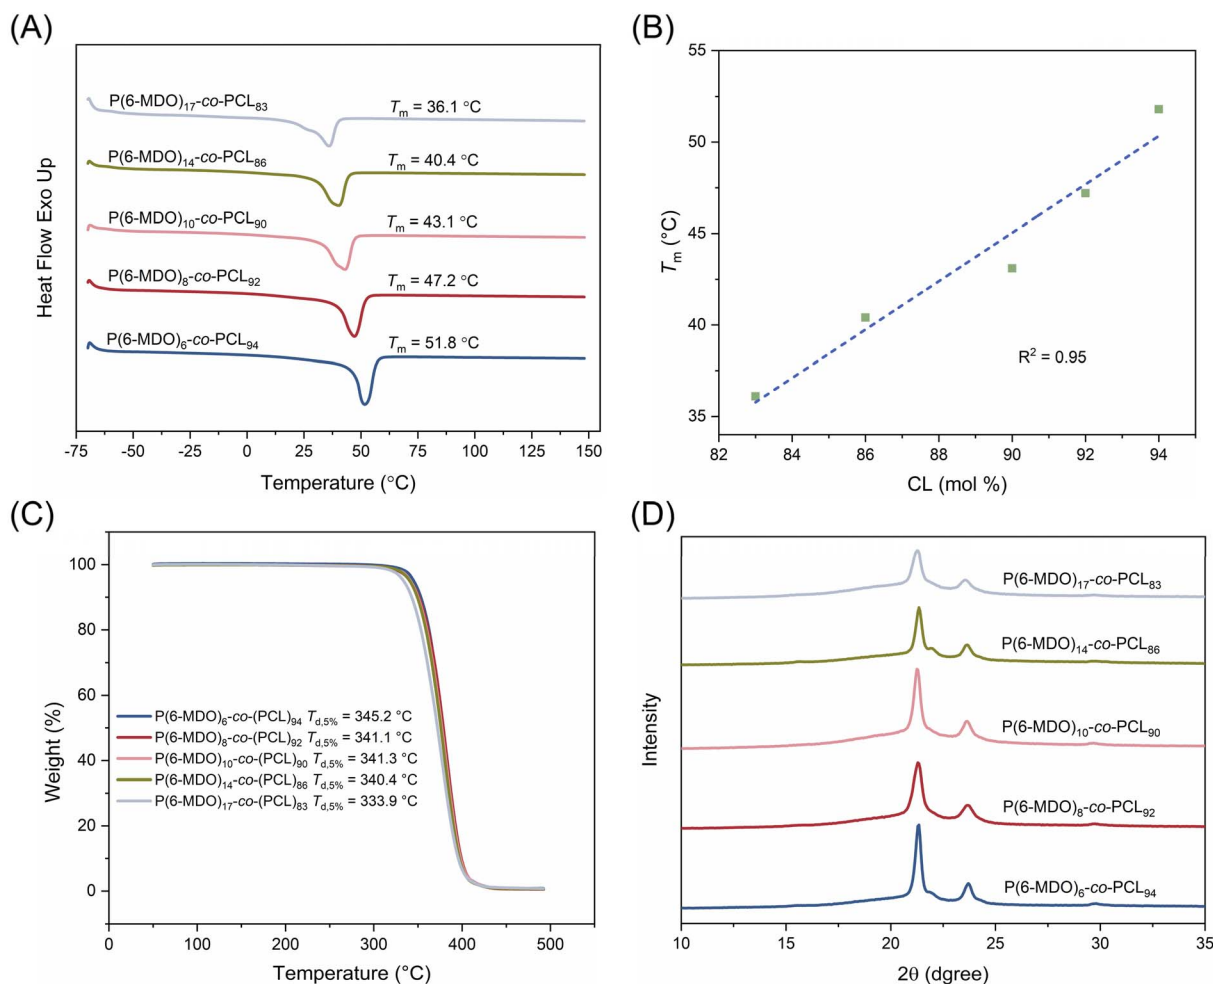 (A)
P(6-MDO)17-co-PCL83
Tm = 36.1 °C
P(6-MDO)14-co-PCL86
Tm = 40.4 °C
P(6-MDO)10-co-PCL90
Tm = 43.1 °C
P(6-MDO)8-co-PCL92
Tm = 47.2 °C
P(6-MDO)6-co-PCL94
Tm = 51.8 °C
Heat Flow Exo Up
-75 -50 -25 0 25 50 75 100 125 150
Temperature (°C)
(B)
55
50
45
40
35
Tm (°C)
R2 = 0.95
82 84 86 88 90 92 94
CL (mol %)
(C)
100
80
60
40
20
0
Weight (%)
P(6-MDO)6-co-(PCL)94 Td,5% = 345.2 °C
P(6-MDO)8-co-(PCL)92 Td,5% = 341.1 °C
P(6-MDO)10-co-(PCL)90 Td,5% = 341.3 °C
P(6-MDO)14-co-(PCL)86 Td,5% = 340.4 °C
P(6-MDO)17-co-(PCL)83 Td,5% = 333.9 °C
0 100 200 300 400 500
Temperature (°C)
(D)
P(6-MDO)17-co-PCL83
P(6-MDO)14-co-PCL86
P(6-MDO)10-co-PCL90
P(6-MDO)8-co-PCL92
P(6-MDO)6-co-PCL94
Intensity
10 15 20 25 30 35
2θ (dgree)